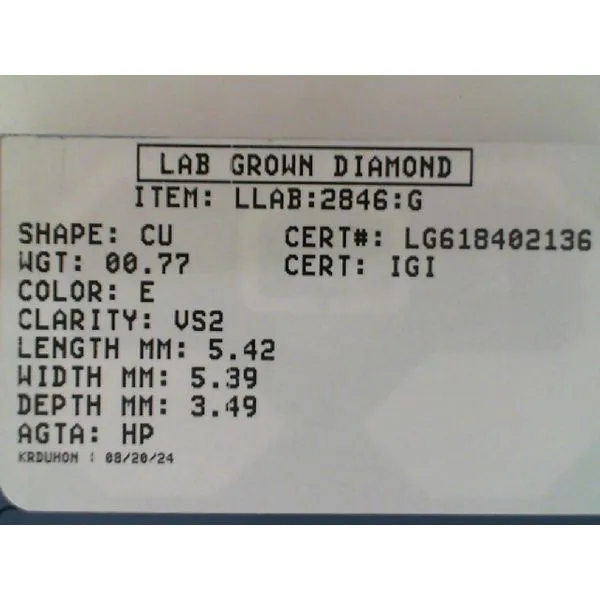 LAB GROWN DIAMOND
ITEM: LLAB:2846:G
SHAPE: CU CERT#: LG618402136
WGT: 00.77 CERT: IGI
COLOR: E
CLARITY: VS2
LENGTH MM: 5.42
WIDTH MM: 5.39
DEPTH MM: 3.49
AGTA: HP
KRDUHON : 08/20/24